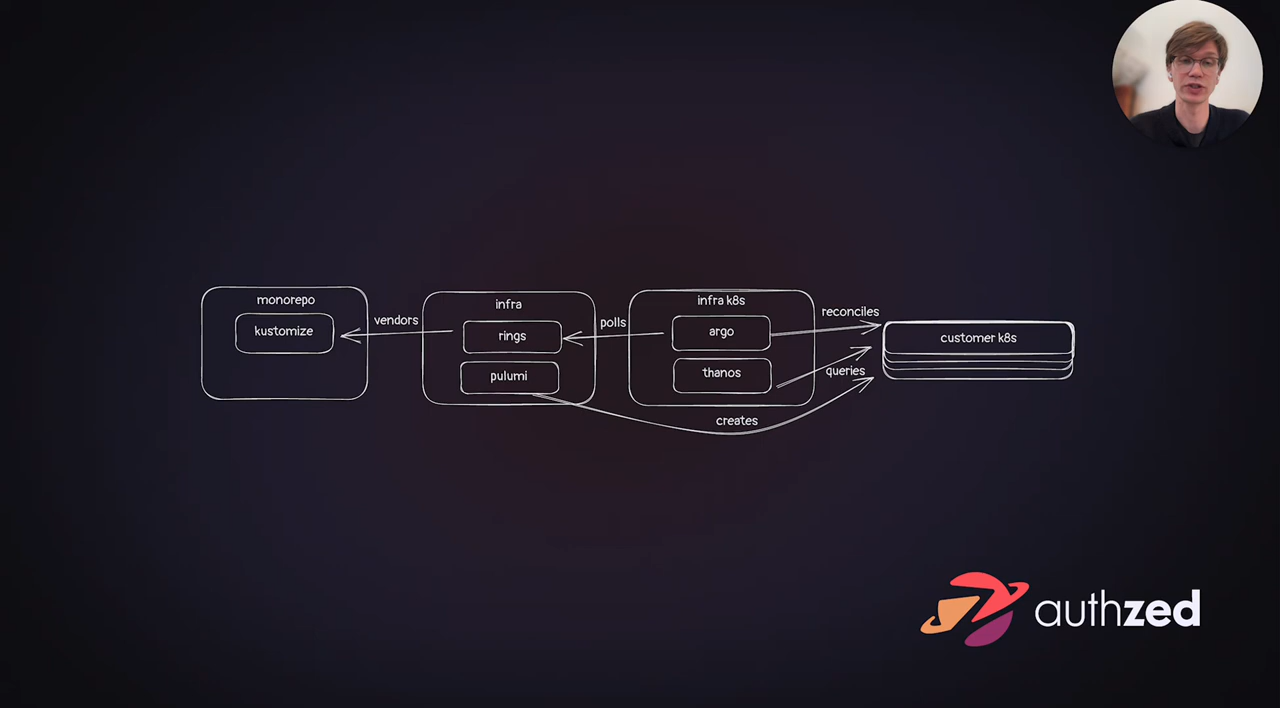 monorepo
kustomize
vendors
infra
rings
pulumi
polls
infra k8s
argo
thanos
reconciles
queries
creates
customer k8s
authzed